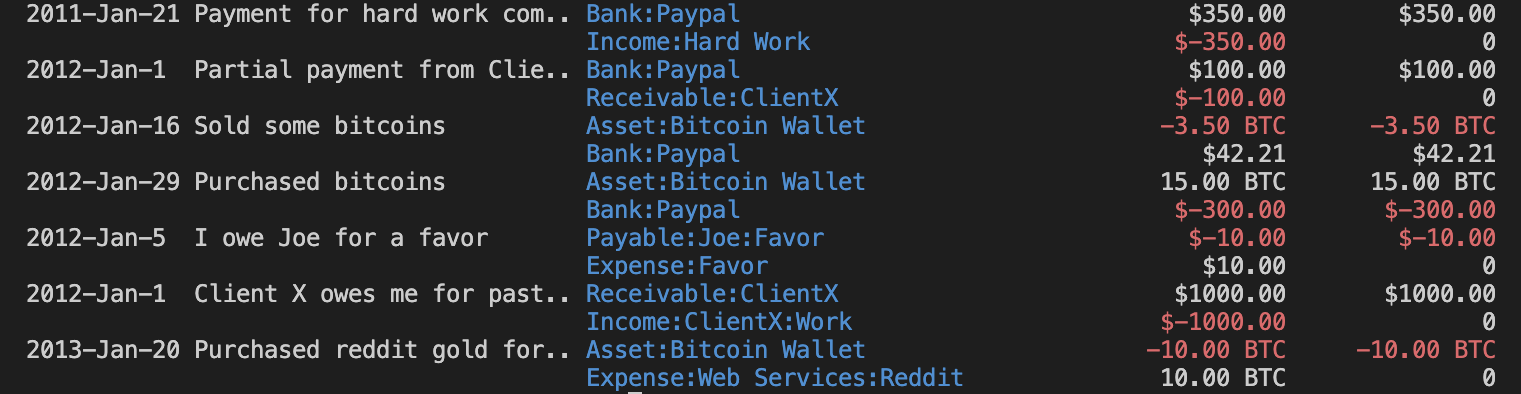 2011-Jan-21 Payment for hard work com.. Bank:Paypal $350.00 $350.00
Income:Hard Work $-350.00 0
2012-Jan-1 Partial payment from Clie.. Bank:Paypal $100.00 $100.00
Receivable:ClientX $-100.00 0
2012-Jan-16 Sold some bitcoins Asset:Bitcoin Wallet -3.50 BTC -3.50 BTC
Bank:Paypal $42.21 $42.21
2012-Jan-29 Purchased bitcoins Asset:Bitcoin Wallet 15.00 BTC 15.00 BTC
Bank:Paypal $-300.00 $-300.00
2012-Jan-5 I owe Joe for a favor Payable:Joe:Favor $-10.00 $-10.00
Expense:Favor $10.00 0
2012-Jan-1 Client X owes me for past.. Receivable:ClientX $1000.00 $1000.00
Income:ClientX:Work $-1000.00 0
2013-Jan-20 Purchased reddit gold for.. Asset:Bitcoin Wallet -10.00 BTC -10.00 BTC
Expense:Web Services:Reddit 10.00 BTC 0